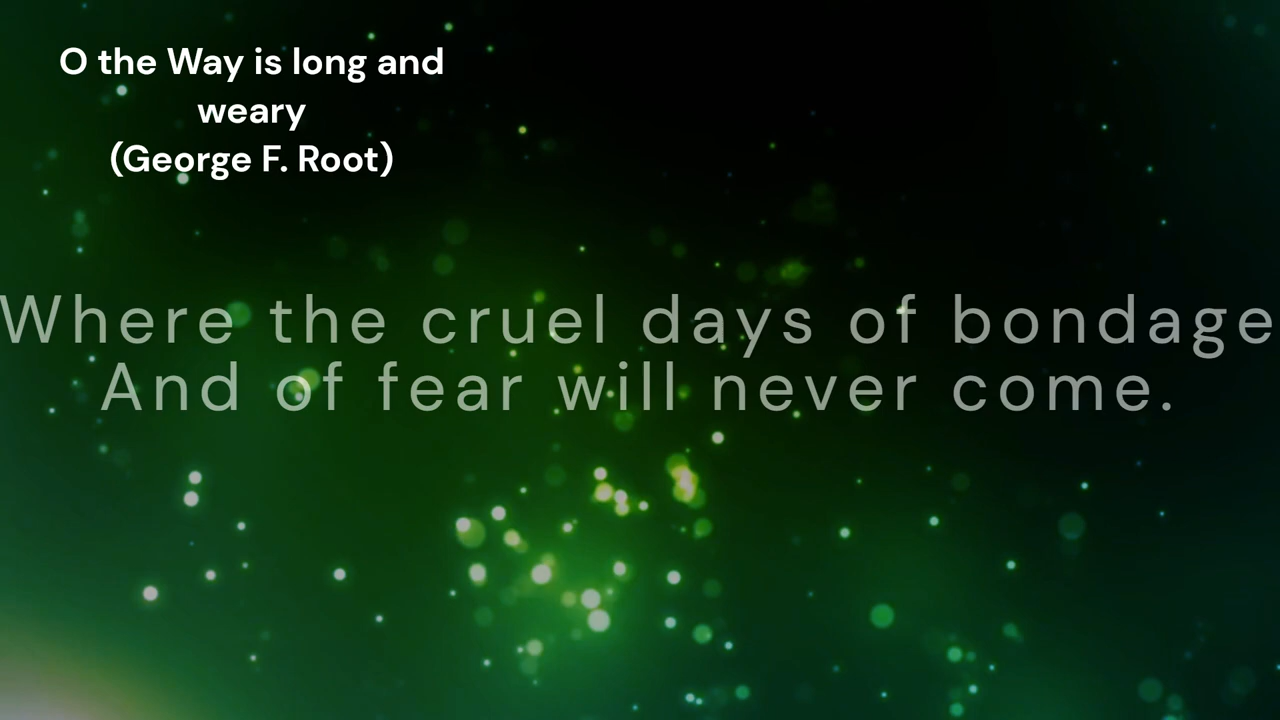 O the Way is long and
weary
(George F. Root)
Where the cruel days of bondage
And of fear will never come.